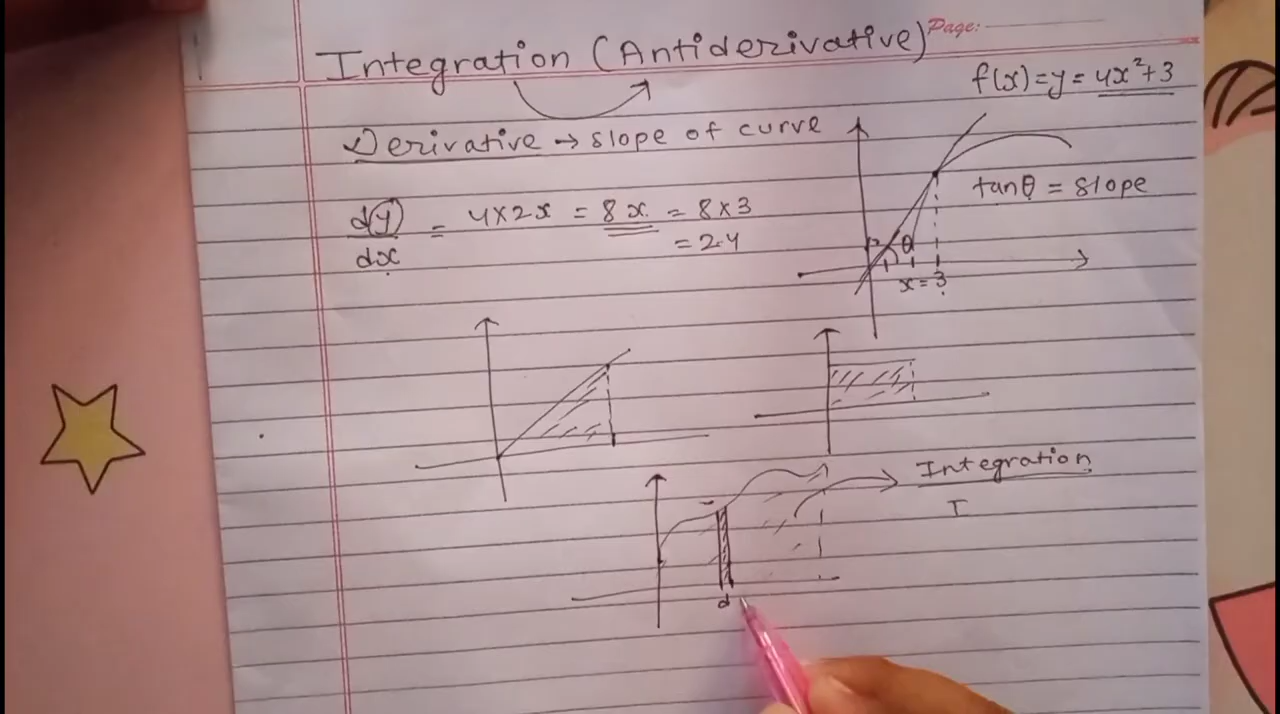 Page:
Integration (Antiderivative)
f(x)=y= 4x²+3
Derivative → slope of curve
tanθ = slope
dy/dx = 4×2x = 8x = 8×3
= 24
θ
x=3
Integration
I
d